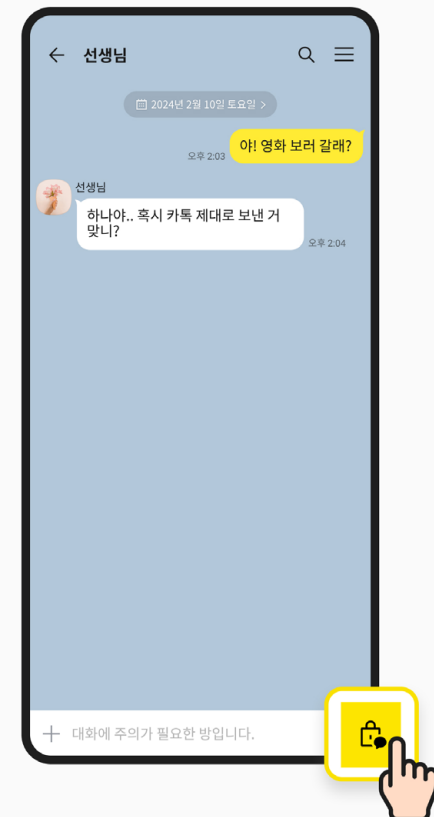 선생님
2024년 2월 10일 토요일 >
야! 영화 보러 갈래?
오후 2:03
선생님
하나야.. 혹시 카톡 제대로 보낸 거
맞니?
오후 2:04
대화에 주의가 필요한 방입니다.